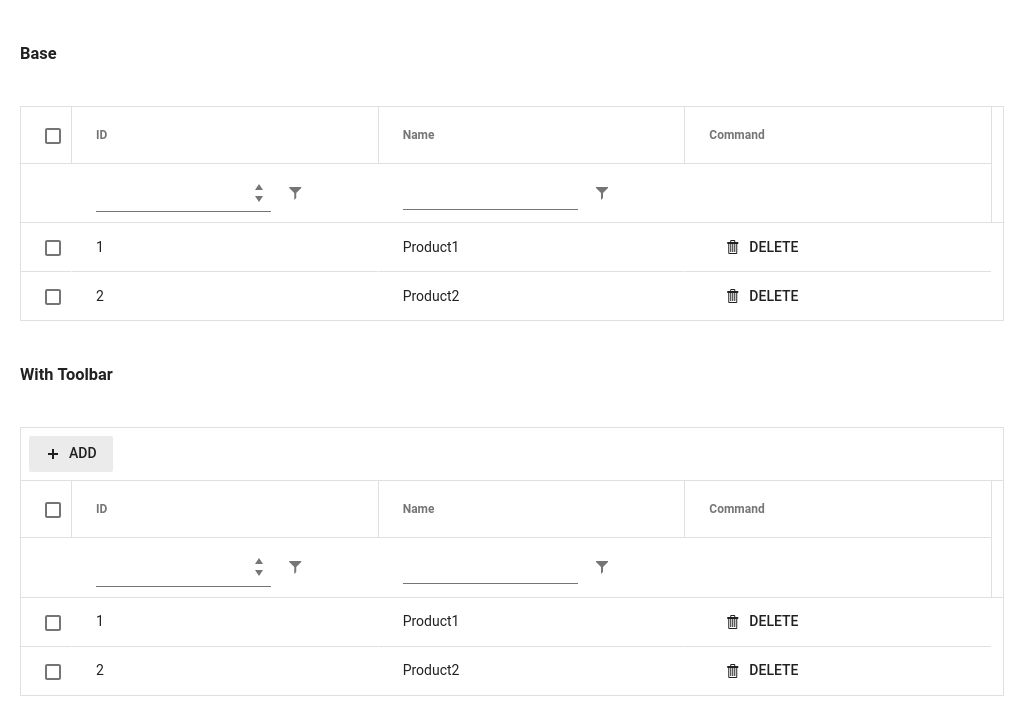 Base
ID Name Command
1 Product1 DELETE
2 Product2 DELETE
With Toolbar
ADD
ID Name Command
1 Product1 DELETE
2 Product2 DELETE